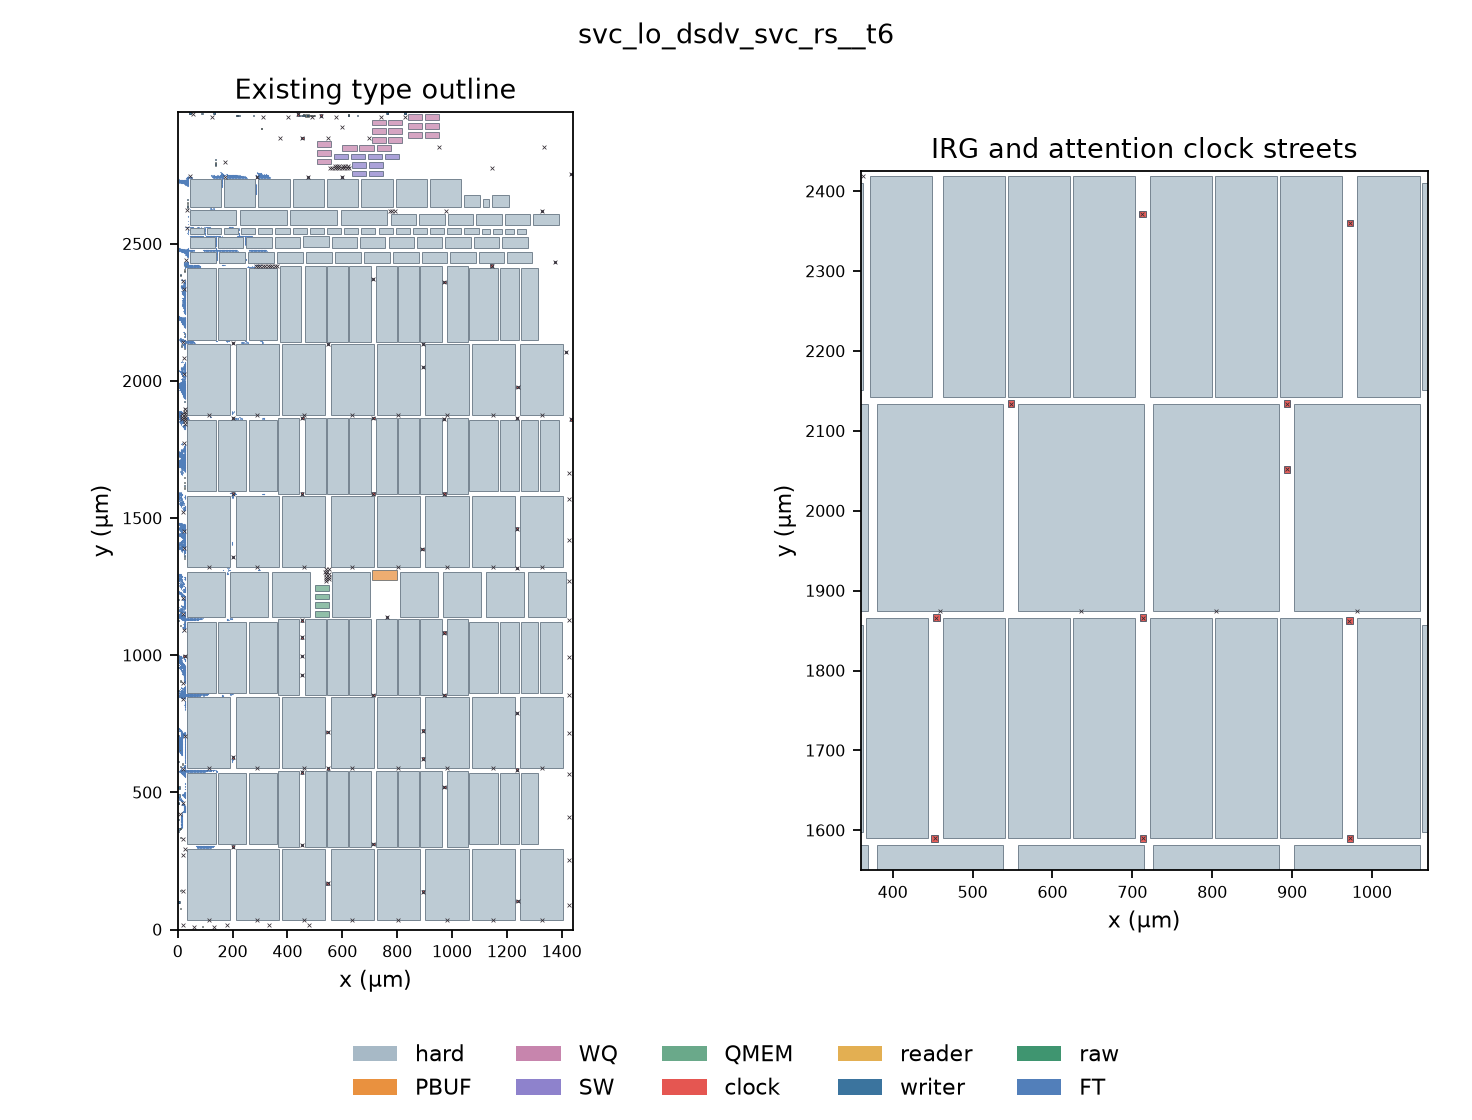 svc_lo_dsdv_svc_rs__t6
Existing type outline
y (µm)
2500
2000
1500
1000
500
0
0 200 400 600 800 1000 1200 1400
x (µm)
IRG and attention clock streets
y (µm)
2400
2300
2200
2100
2000
1900
1800
1700
1600
400 500 600 700 800 900 1000
x (µm)
hard WQ QMEM reader raw
PBUF SW clock writer FT